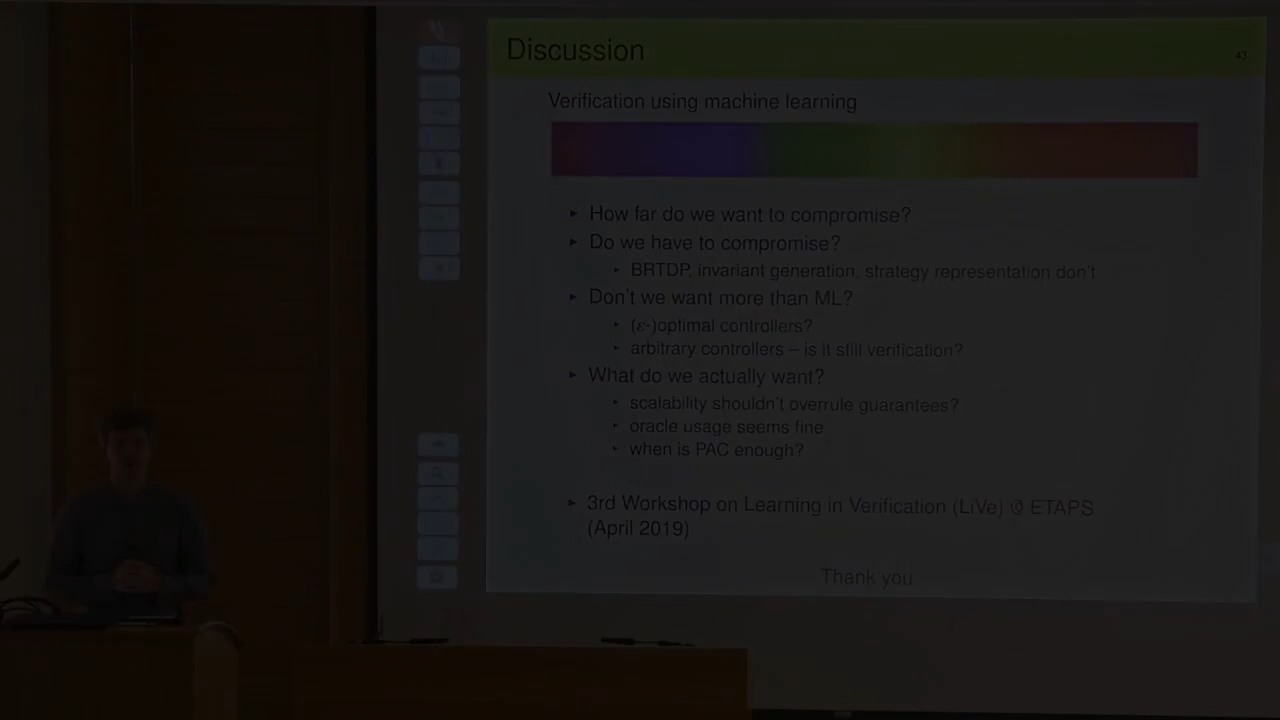 Discussion
43
Verification using machine learning
How far do we want to compromise?
Do we have to compromise?
BRTDP, invariant generation, strategy representation don't
Don't we want more than ML?
(ε-)optimal controllers?
arbitrary controllers – is it still verification?
What do we actually want?
scalability shouldn't overrule guarantees?
oracle usage seems fine
when is PAC enough?
3rd Workshop on Learning in Verification (LiVe) @ ETAPS
(April 2019)
Thank you